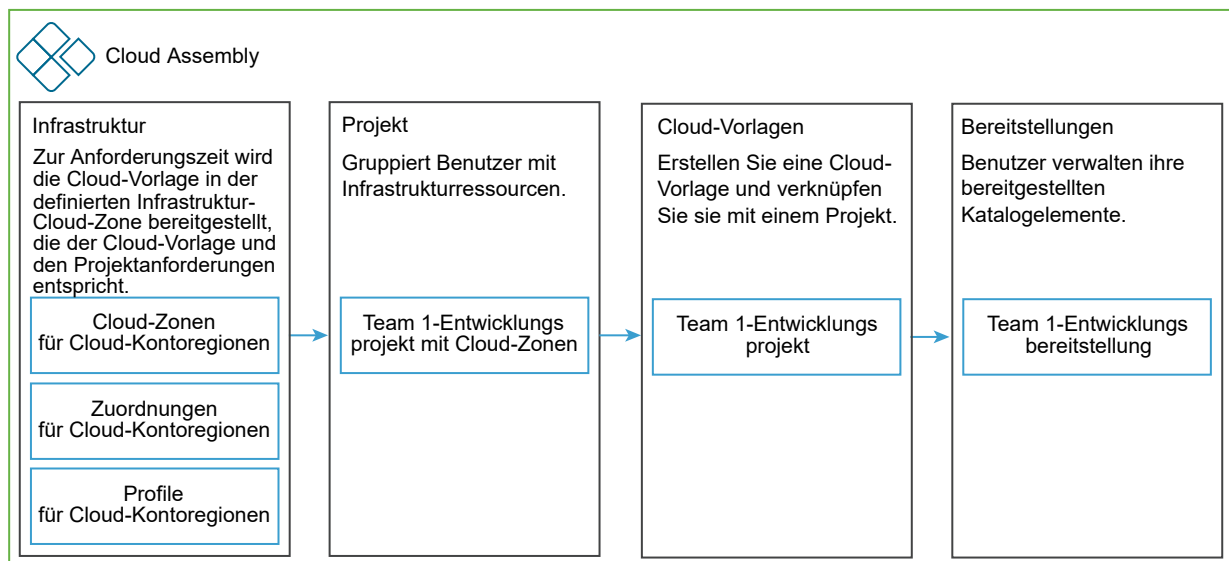 Cloud Assembly
Infrastruktur
Zur Anforderungszeit wird
die Cloud-Vorlage in der
definierten Infrastruktur-
Cloud-Zone bereitgestellt,
die der Cloud-Vorlage und
den Projektanforderungen
entspricht.
Cloud-Zonen
für Cloud-Kontoregionen
Zuordnungen
für Cloud-Kontoregionen
Profile
für Cloud-Kontoregionen
Projekt
Gruppiert Benutzer mit
Infrastrukturressourcen.
Team 1-Entwicklungs
projekt mit Cloud-Zonen
Cloud-Vorlagen
Erstellen Sie eine Cloud-
Vorlage und verknüpfen
Sie sie mit einem Projekt.
Team 1-Entwicklungs
projekt
Bereitstellungen
Benutzer verwalten ihre
bereitgestellten
Katalogelemente.
Team 1-Entwicklungs
bereitstellung